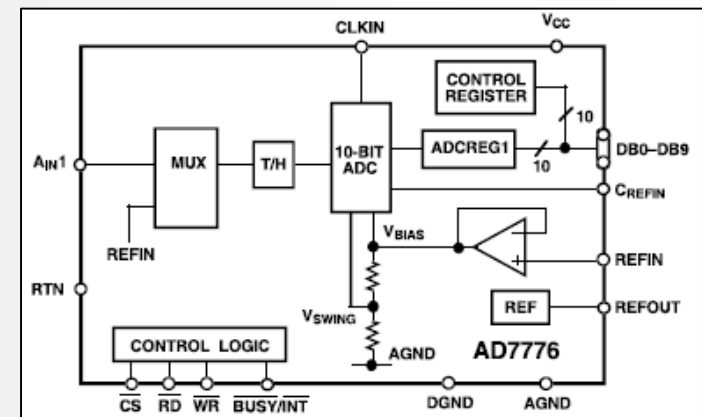 CLKIN
VCC
CONTROL
REGISTER
10
AIN1
MUX
T/H
10-BIT
ADC
ADCREG1
10
DB0–DB9
CREFIN
REFIN
VBIAS
REFIN
RTN
VSWING
REF
REFOUT
CONTROL LOGIC
AGND
AD7776
CS RD WR BUSY/INT DGND AGND